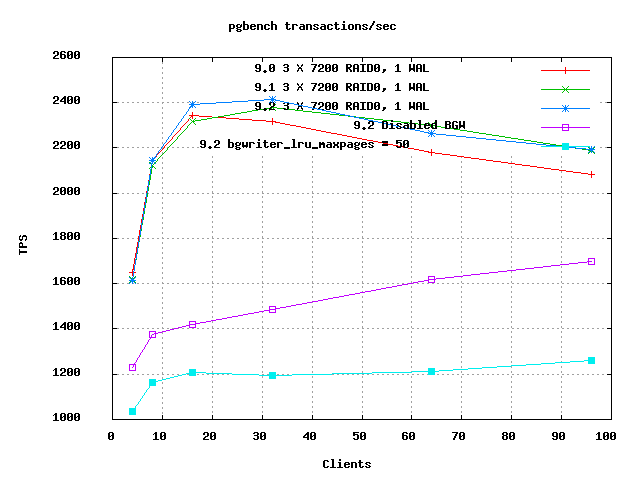 pgbench transactions/sec
2600
9.0 3 X 7200 RAID0, 1 WAL
9.1 3 X 7200 RAID0, 1 WAL
2400
9.2 3 X 7200 RAID0, 1 WAL
9.2 Disabled BGW
2200
9.2 bgwriter_lru_maxpages = 50
2000
1800
TPS
1600
1400
1200
1000
0 10 20 30 40 50 60 70 80 90 100
Clients